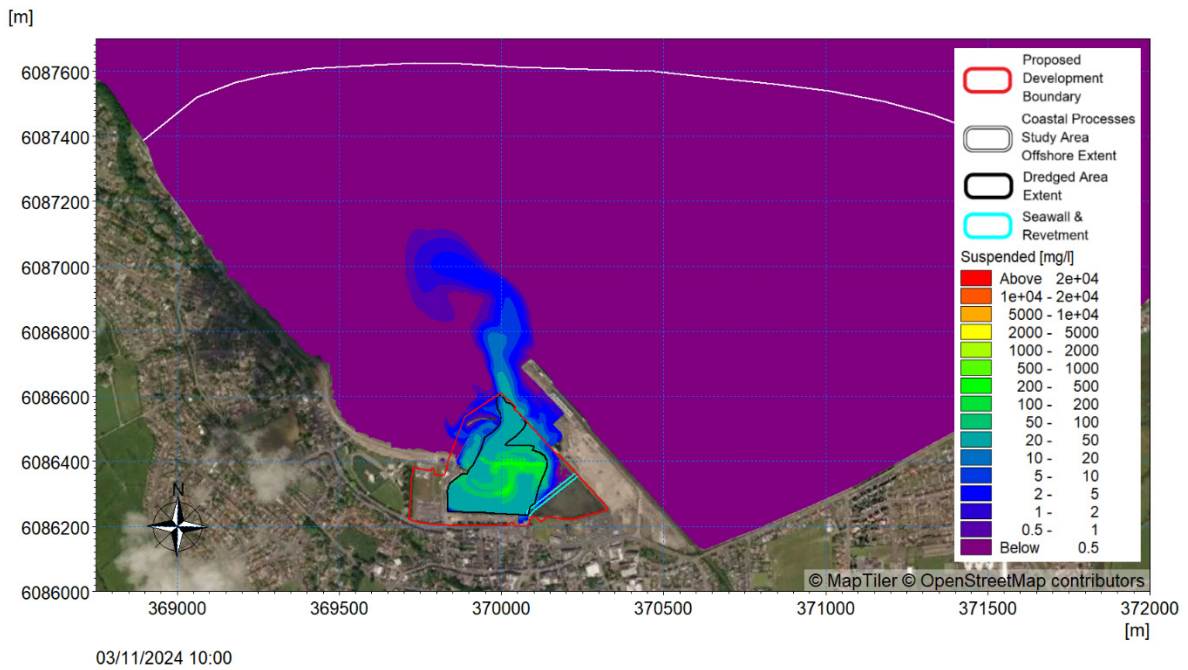 [m]
6087600
6087400
6087200
6087000
6086800
6086600
6086400
6086200
6086000
369000
369500
370000
370500
371000
371500
372000
[m]
N
Proposed
Development
Boundary
Coastal Processes
Study Area
Offshore Extent
Dredged Area
Extent
Seawall &
Revetment
Suspended [mg/l]
Above 2e+04
1e+04 - 2e+04
5000 - 1e+04
2000 - 5000
1000 - 2000
500 - 1000
200 - 500
100 - 200
50 - 100
20 - 50
10 - 20
5 - 10
2 - 5
1 - 2
0.5 - 1
Below 0.5
© MapTiler © OpenStreetMap contributors
03/11/2024 10:00